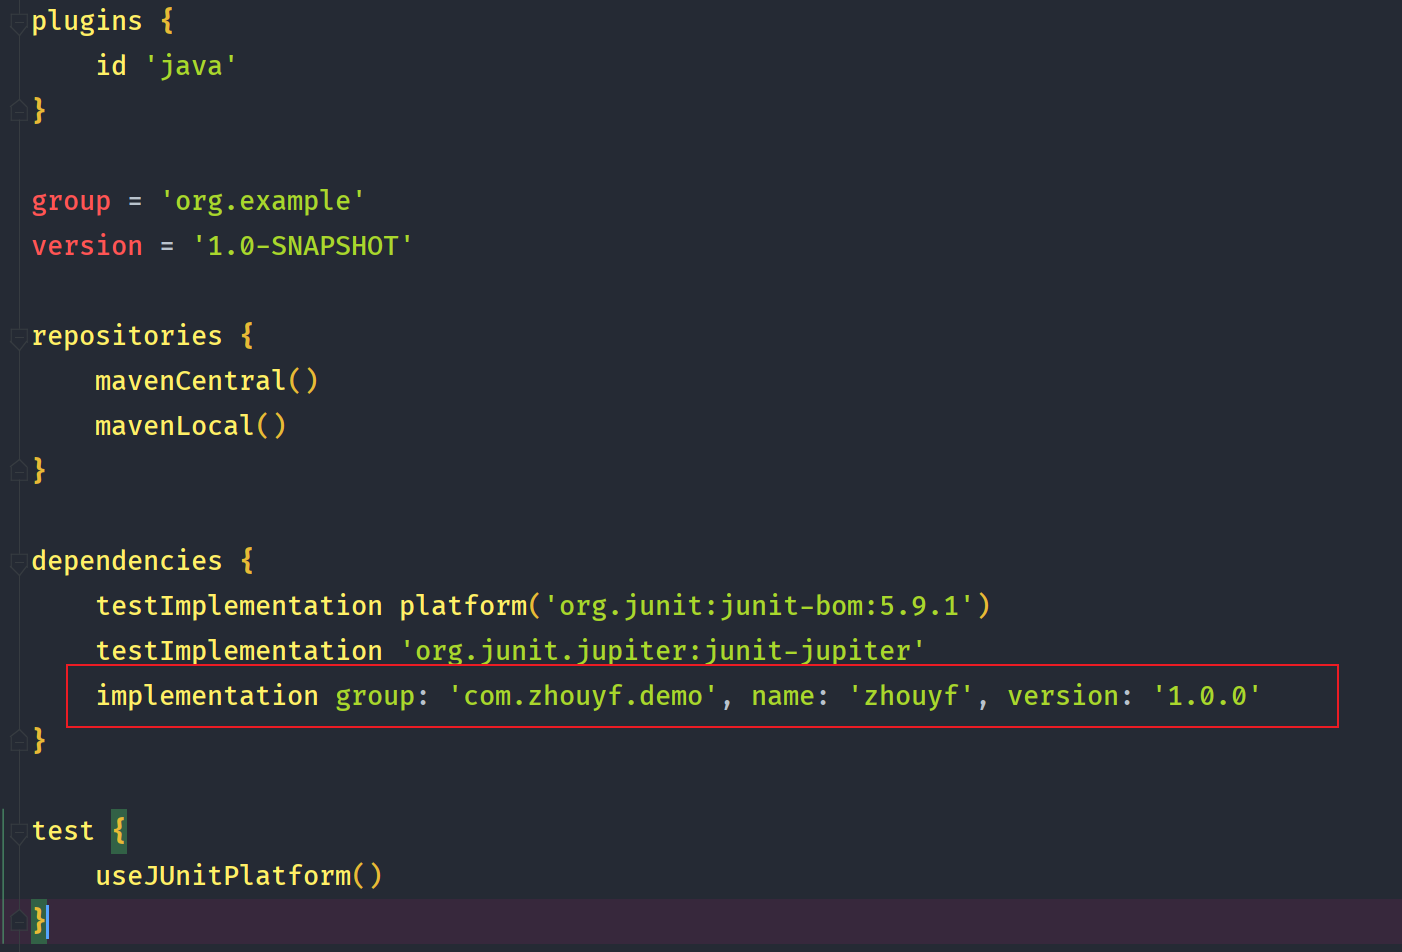 plugins {
    id 'java'
}
group = 'org.example'
version = '1.0-SNAPSHOT'
repositories {
    mavenCentral()
    mavenLocal()
}
dependencies {
    testImplementation platform('org.junit:junit-bom:5.9.1')
    testImplementation 'org.junit.jupiter:junit-jupiter'
    implementation group: 'com.zhouyf.demo', name: 'zhouyf', version: '1.0.0'
}
test {
    useJUnitPlatform()
}